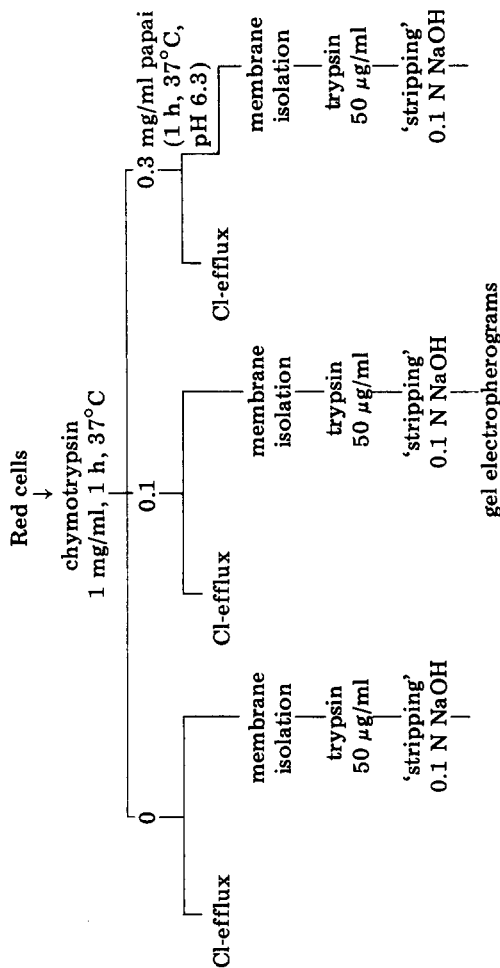 Red cells
↓
chymotrypsin
1 mg/ml, 1 h, 37°C
0
0.1
0.3 mg/ml papai
(1 h, 37°C,
pH 6.3)
Cl-efflux
membrane
isolation
trypsin
50 μg/ml
'stripping'
0.1 N NaOH
Cl-efflux
membrane
isolation
trypsin
50 μg/ml
'stripping'
0.1 N NaOH
Cl-efflux
membrane
isolation
trypsin
50 μg/ml
'stripping'
0.1 N NaOH
gel electropherograms